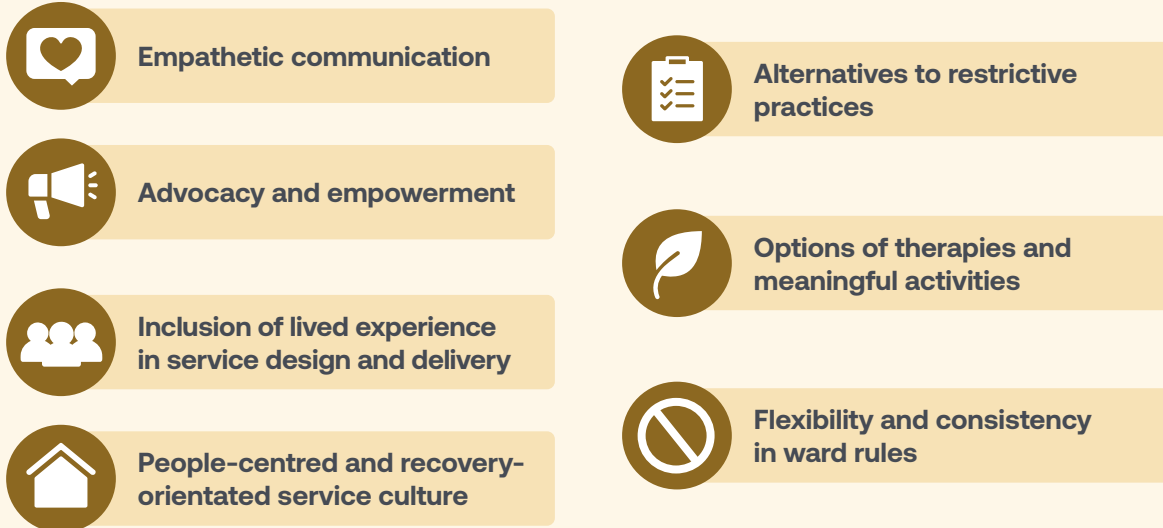 Empathetic communication
Advocacy and empowerment
Inclusion of lived experience
in service design and delivery
People-centred and recovery-
orientated service culture
Alternatives to restrictive
practices
Options of therapies and
meaningful activities
Flexibility and consistency
in ward rules